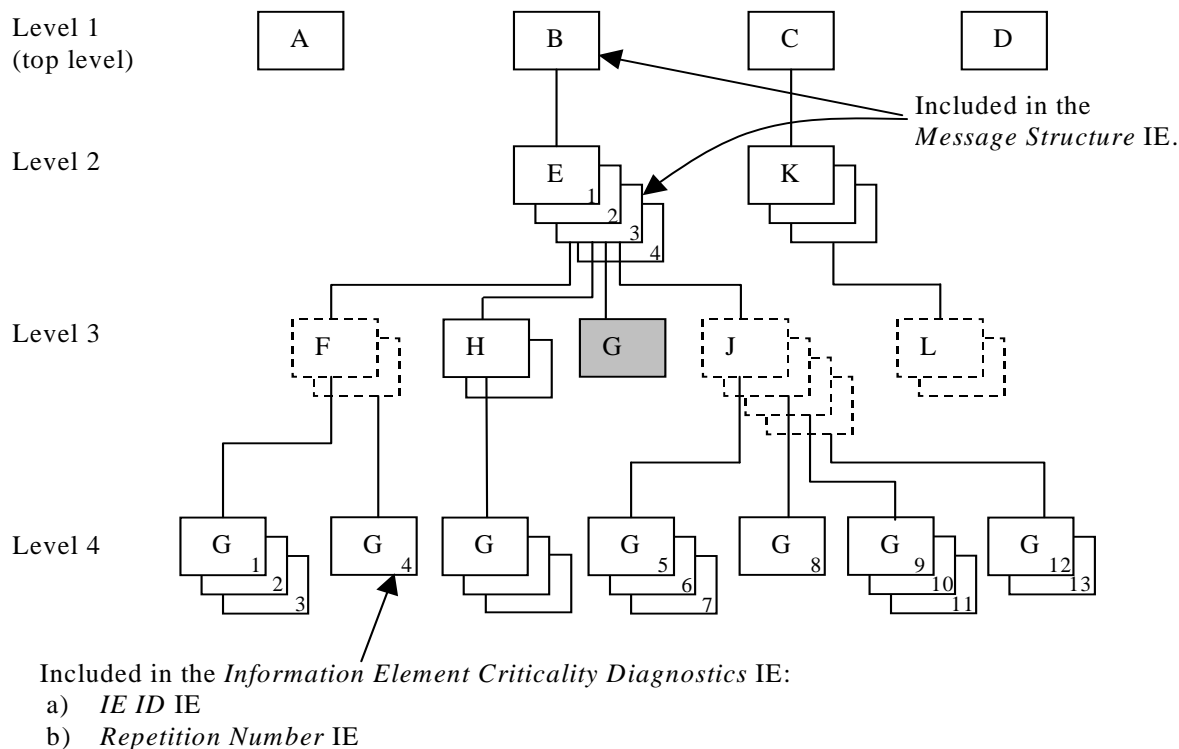 Level 1
(top level)
A
B
C
D
Included in the
Message Structure IE.
Level 2
E
1
2
3
4
K
Level 3
F
H
G
J
L
Level 4
G
1
2
3
G
4
G
G
5
6
7
G
8
G
9
10
11
G
12
13
Included in the Information Element Criticality Diagnostics IE:
a) IE ID IE
b) Repetition Number IE